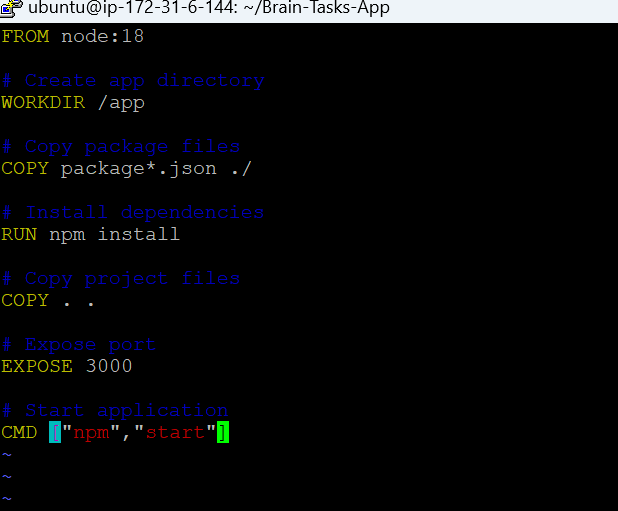 ubuntu@ip-172-31-6-144: ~/Brain-Tasks-App
FROM node:18
# Create app directory
WORKDIR /app
# Copy package files
COPY package*.json ./
# Install dependencies
RUN npm install
# Copy project files
COPY . .
# Expose port
EXPOSE 3000
# Start application
CMD ["npm","start"]
~
~
~